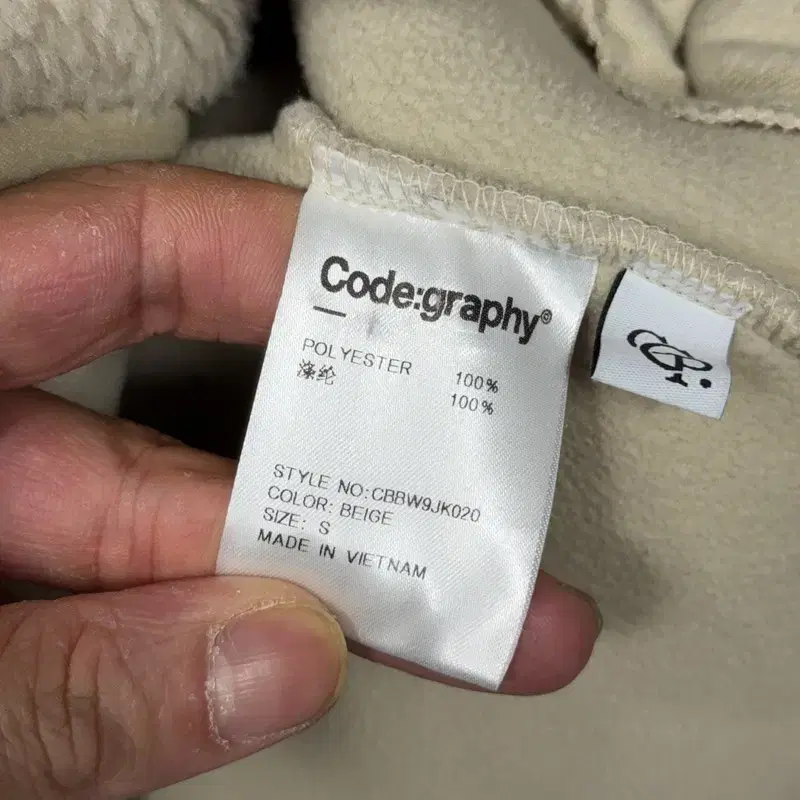 Code:graphy©
POLYESTER 100%
涤纶 100%
STYLE NO:CBBW9JK020
COLOR: BEIGE
SIZE: S
MADE IN VIETNAM